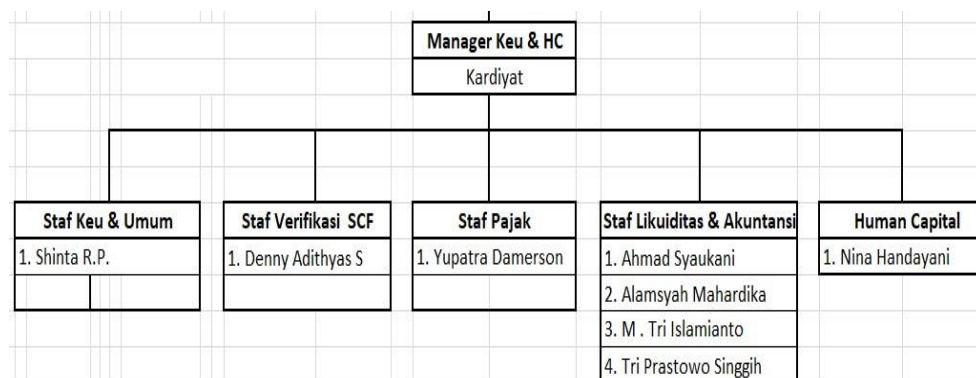 Manager Keu & HC
Kardiyat
Staf Keu & Umum
1. Shinta R.P.
Staf Verifikasi SCF
1. Denny Adithyas S
Staf Pajak
1. Yupatra Damerson
Staf Likuiditas & Akuntansi
1. Ahmad Syaukani
2. Alamsyah Mahardika
3. M . Tri Islamianto
4. Tri Prastowo Singgih
Human Capital
1. Nina Handayani